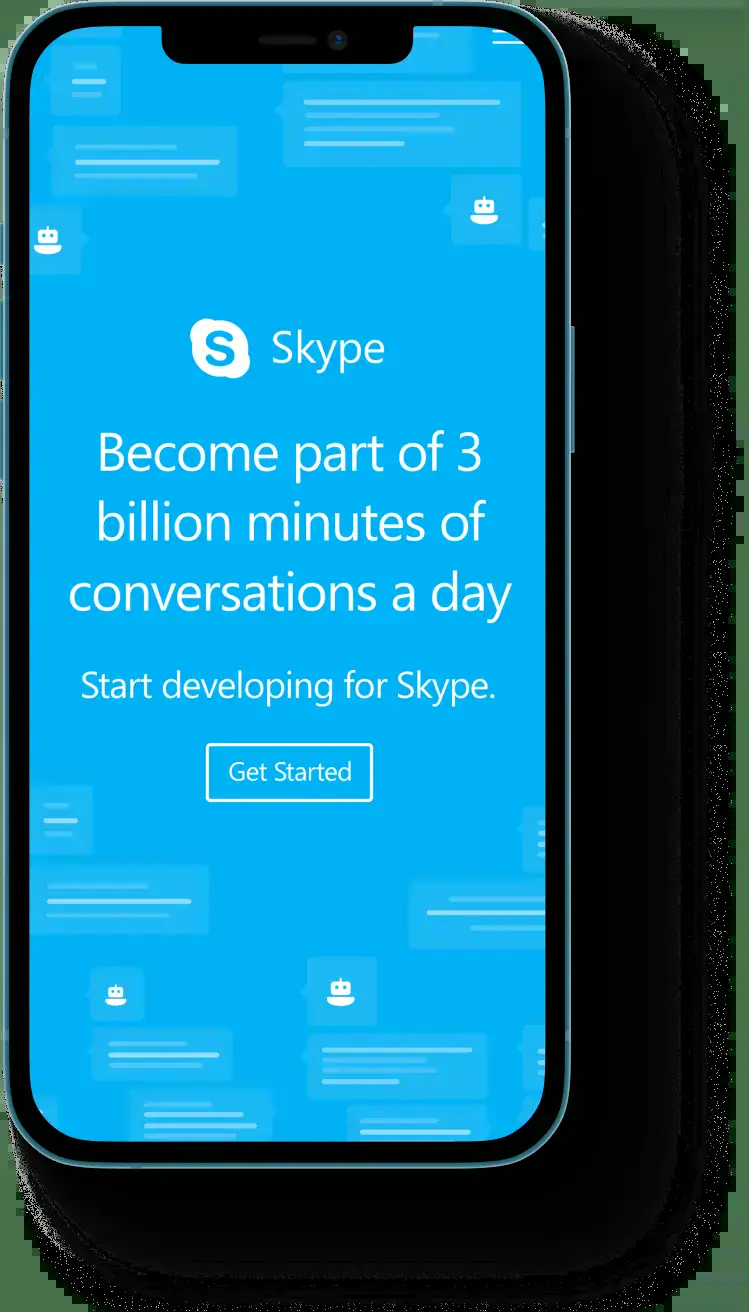 Skype
Become part of 3
billion minutes of
conversations a day
Start developing for Skype.
Get Started